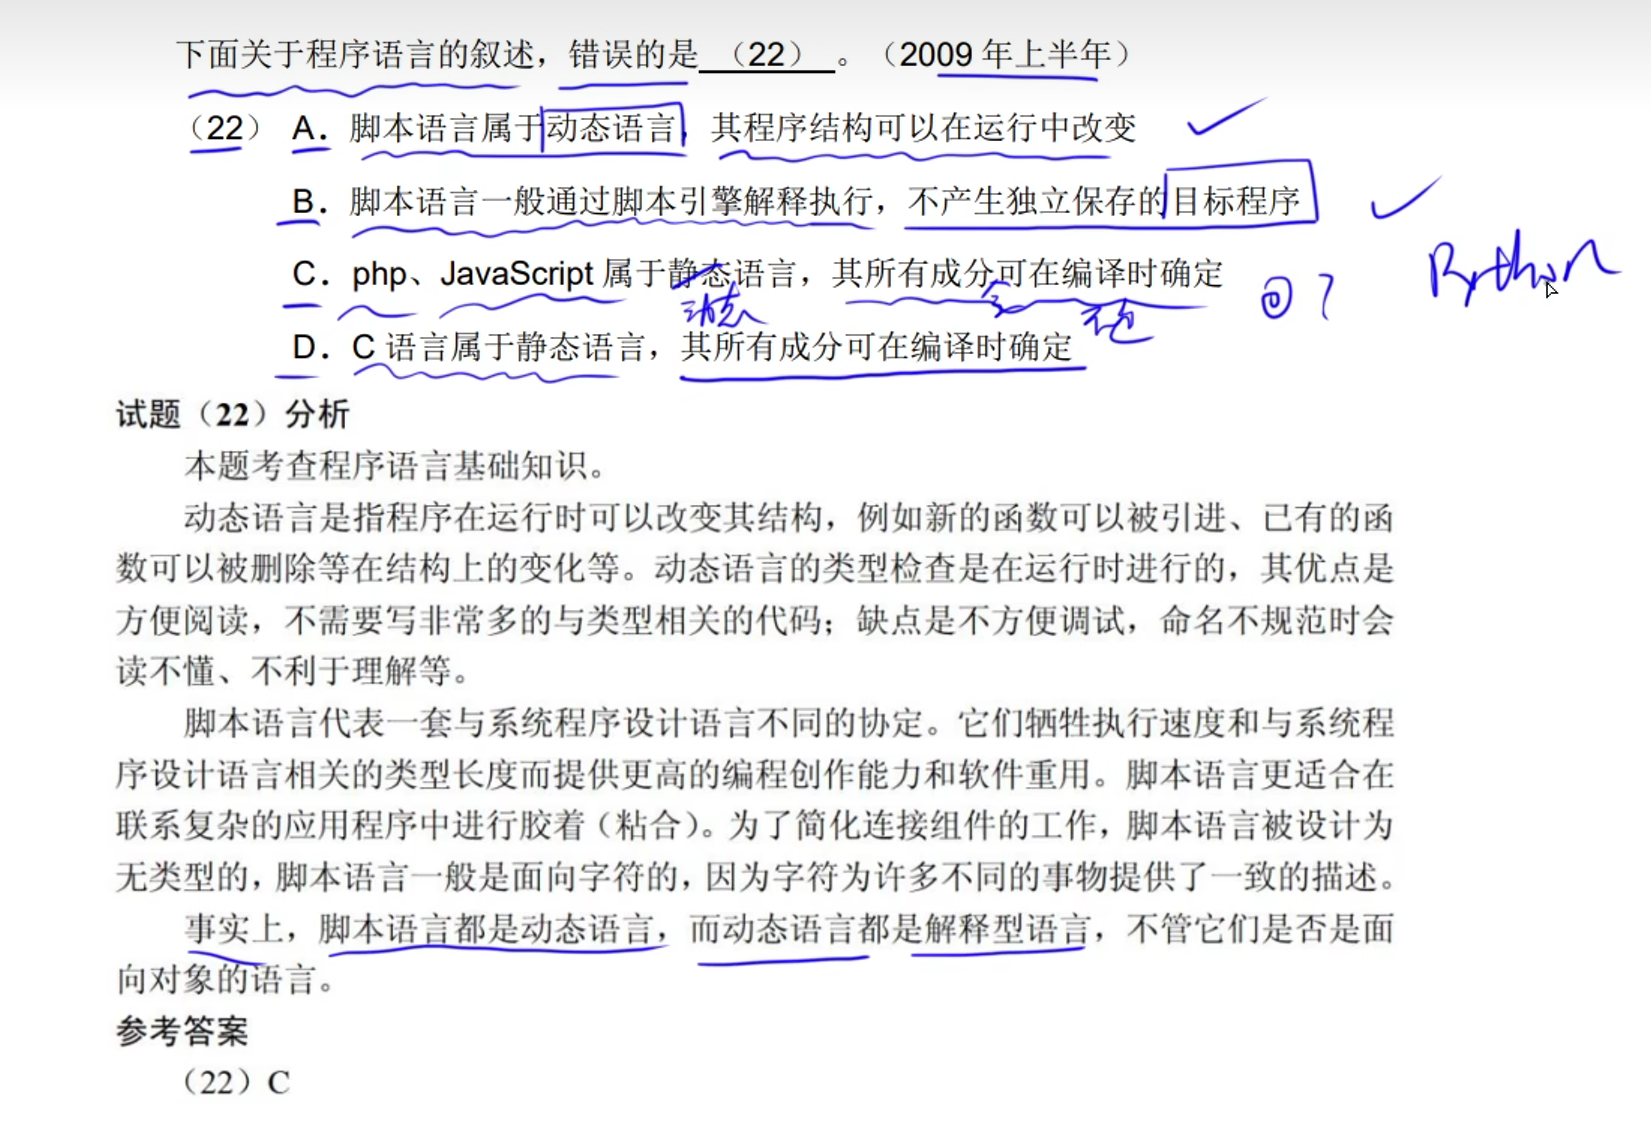 下面关于程序语言的叙述，错误的是 （22） 。（2009 年上半年）
（22） A．脚本语言属于动态语言，其程序结构可以在运行中改变
B．脚本语言一般通过脚本引擎解释执行，不产生独立保存的目标程序
Python
C．php、JavaScript 属于静态语言，其所有成分可在编译时确定
动态
D．C 语言属于静态语言，其所有成分可在编译时确定
试题（22）分析
本题考查程序语言基础知识。
动态语言是指程序在运行时可以改变其结构，例如新的函数可以被引进、已有的函
数可以被删除等在结构上的变化等。动态语言的类型检查是在运行时进行的，其优点是
方便阅读，不需要写非常多的与类型相关的代码；缺点是不方便调试，命名不规范时会
读不懂、不利于理解等。
脚本语言代表一套与系统程序设计语言不同的协定。它们牺牲执行速度和与系统程
序设计语言相关的类型长度而提供更高的编程创作能力和软件重用。脚本语言更适合在
联系复杂的应用程序中进行胶着（粘合）。为了简化连接组件的工作，脚本语言被设计为
无类型的，脚本语言一般是面向字符的，因为字符为许多不同的事物提供了一致的描述。
事实上，脚本语言都是动态语言，而动态语言都是解释型语言，不管它们是否是面
向对象的语言。
参考答案
（22）C